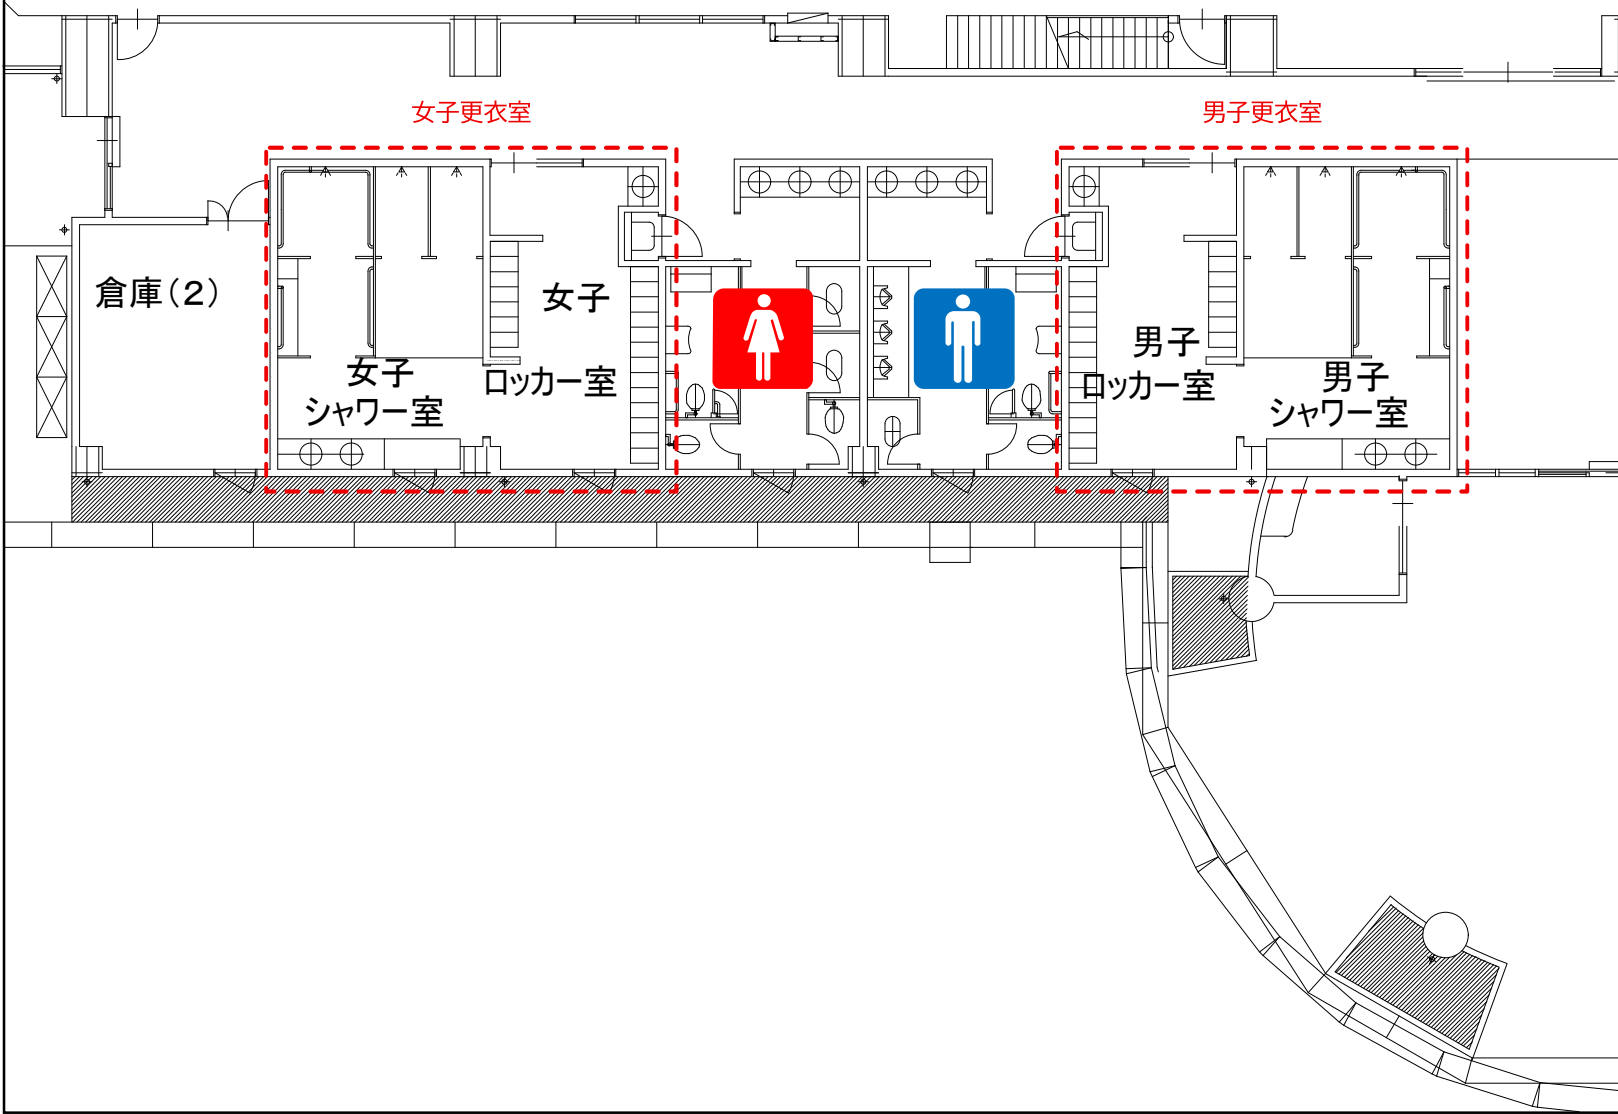 女子更衣室
男子更衣室
倉庫(2)
女子
ロッカー室
女子
シャワー室
男子
ロッカー室
男子
シャワー室